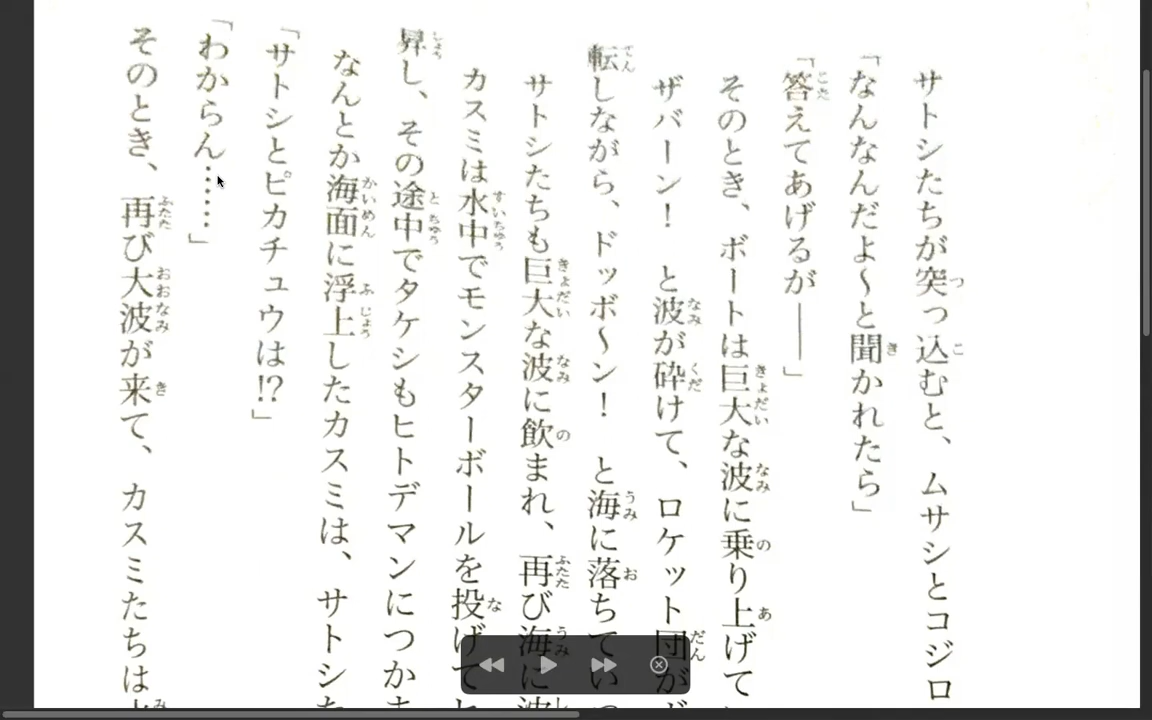 サトシたちが突っ込むと、ムサシとコジロ
「なんなんだよ〜と聞かれたら」
「答えてあげるが――」
そのとき、ボートは巨大な波に乗り上げて
ザバーン！　と波が砕けて、ロケット団が
転しながら、ドッボ〜ン！　と海に落ちてい
サトシたちも巨大な波に飲まれ、再び海に
カスミは水中でモンスターボールを投げて
昇し、その途中でタケシもヒトデマンにつか
なんとか海面に浮上したカスミは、サトシ
「サトシとピカチュウは!?」
「わからん……」
そのとき、再び大波が来て、カスミたちは